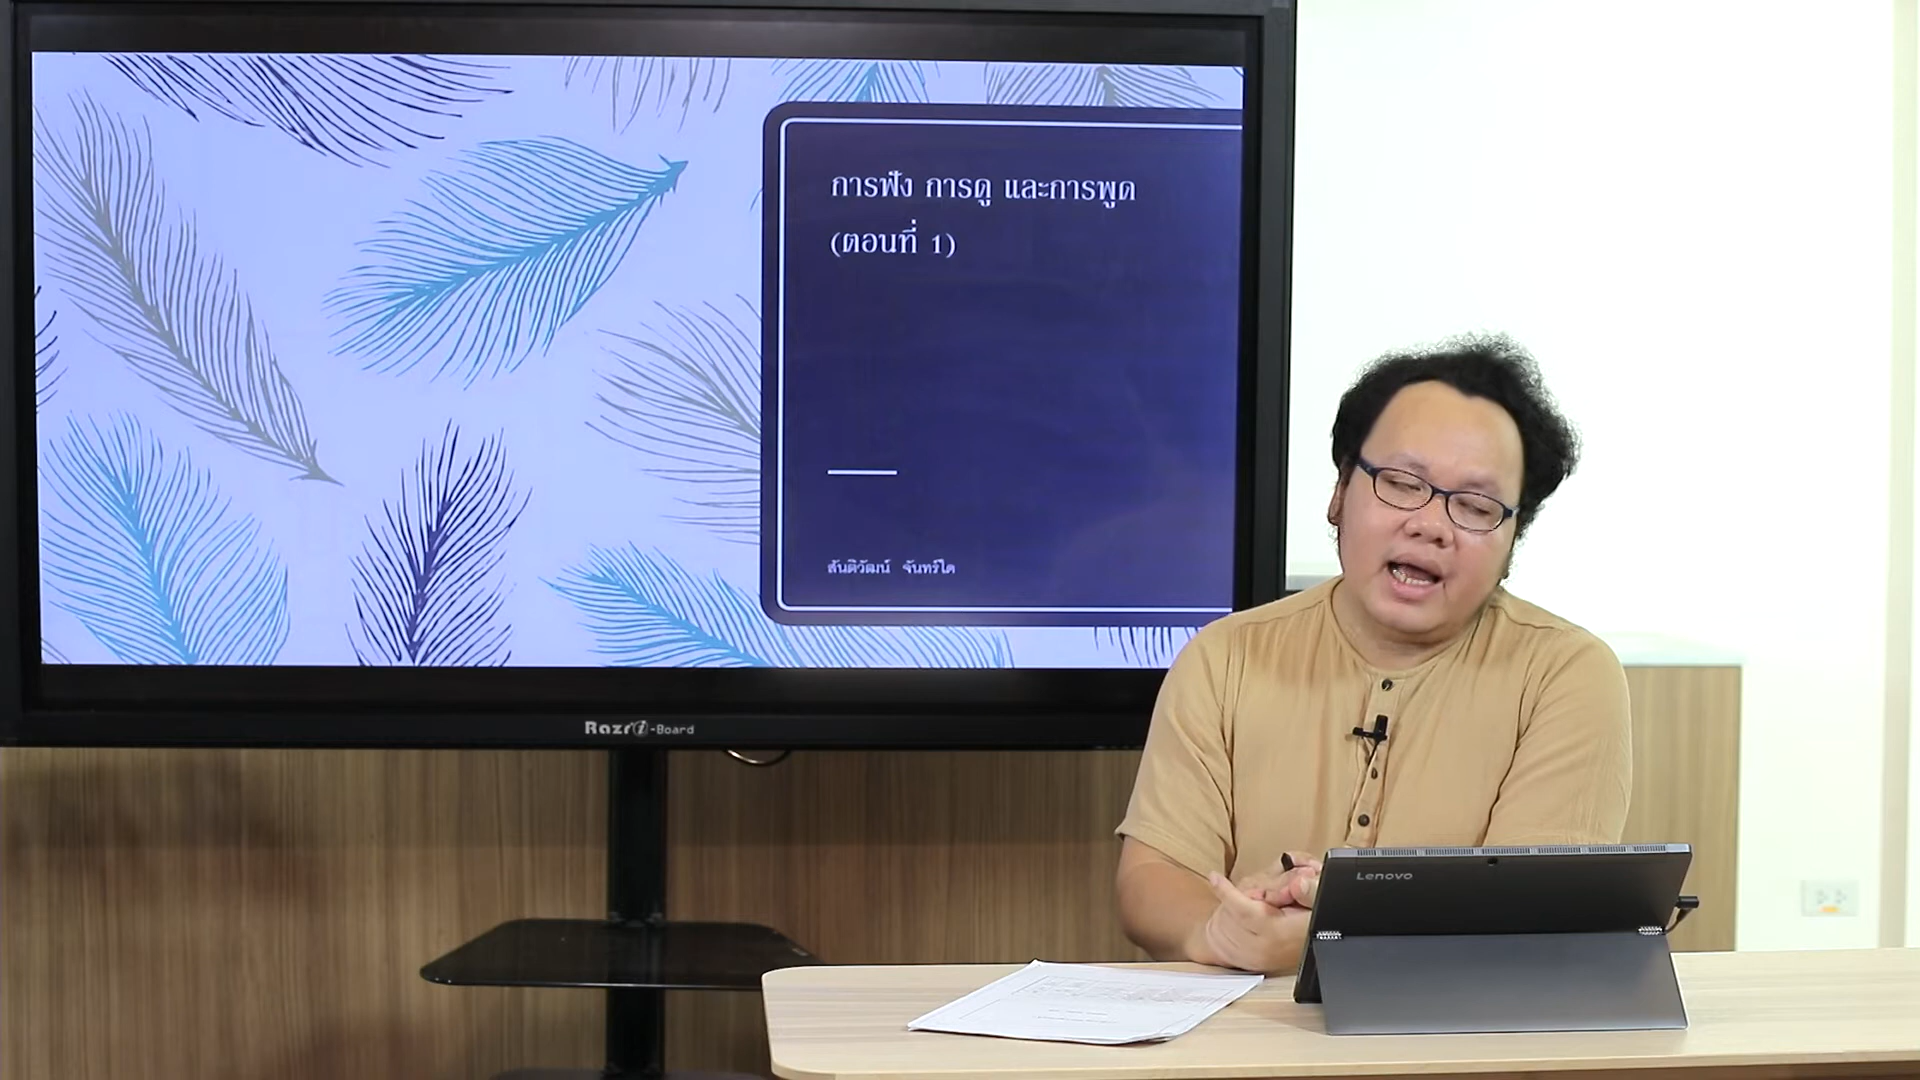 การฟัง การดู และการพูด
(ตอนที่ 1)
สันติวัฒน์ จันทร์ใด
Razr i-Board
Lenovo